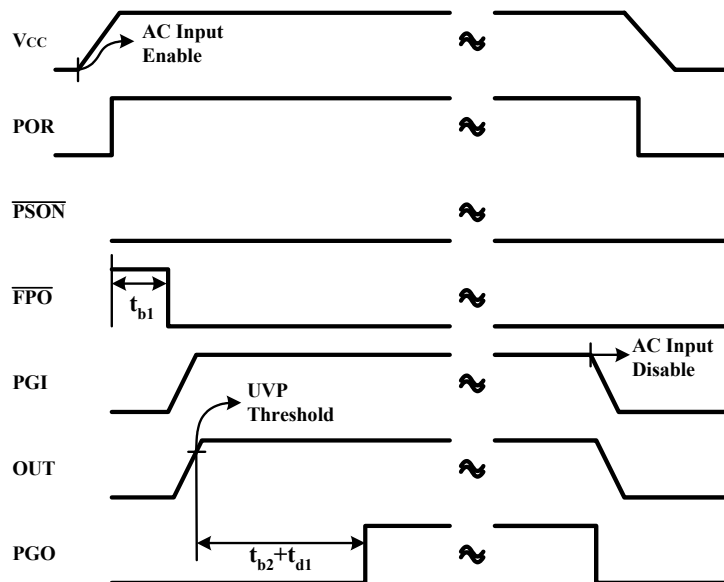 VCC
AC Input
Enable
POR
PSON
FPO
tb1
PGI
AC Input
Disable
UVP
Threshold
OUT
tb2+td1
PGO